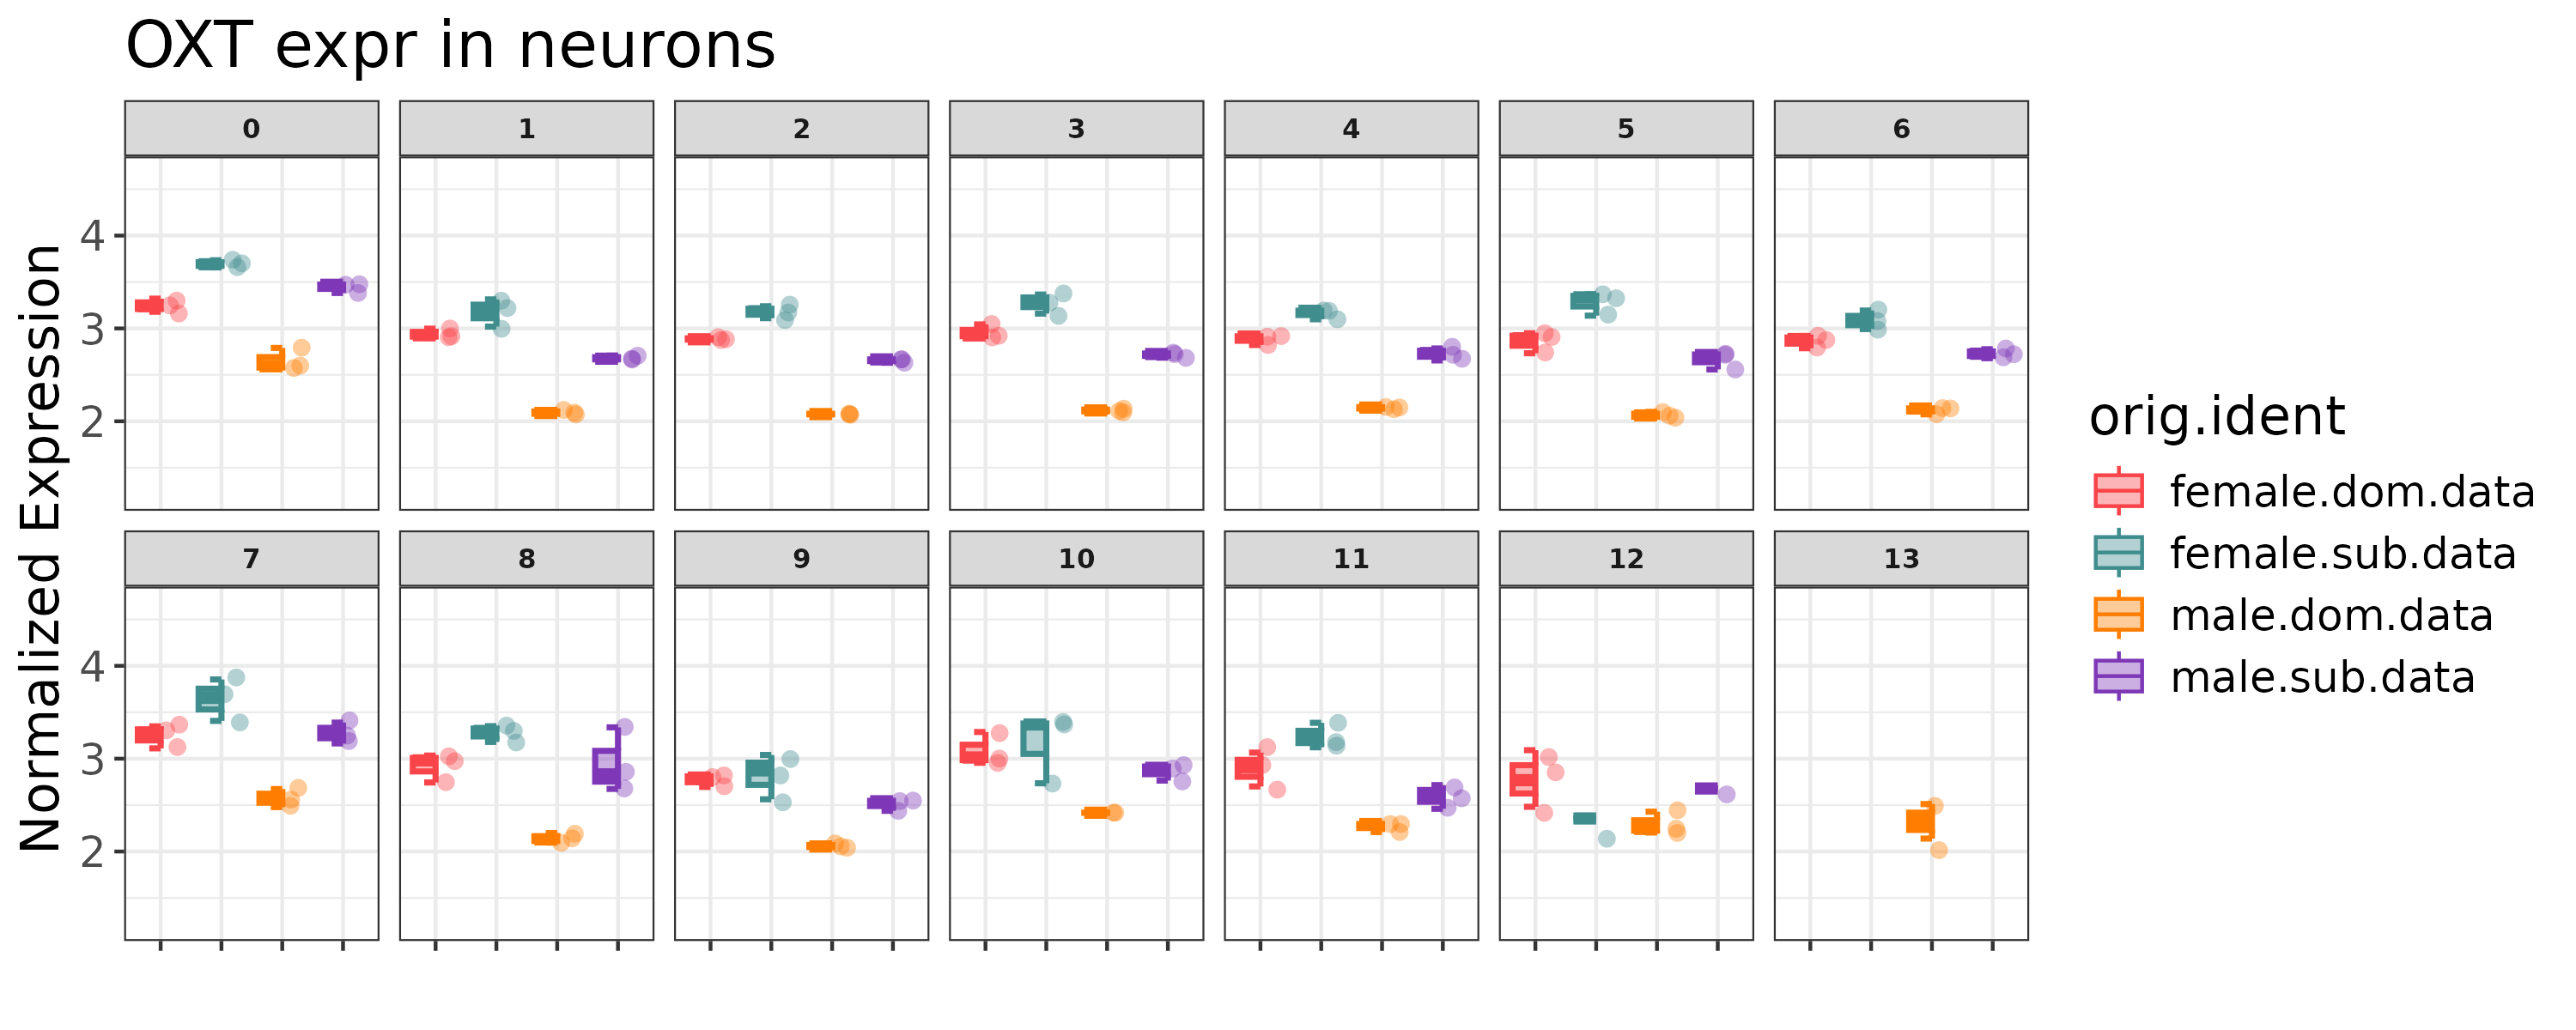 OXT expr in neurons
0 1 2 3 4 5 6
4
3
2
Normalized Expression
7 8 9 10 11 12 13
4
3
2
orig.ident
female.dom.data
female.sub.data
male.dom.data
male.sub.data